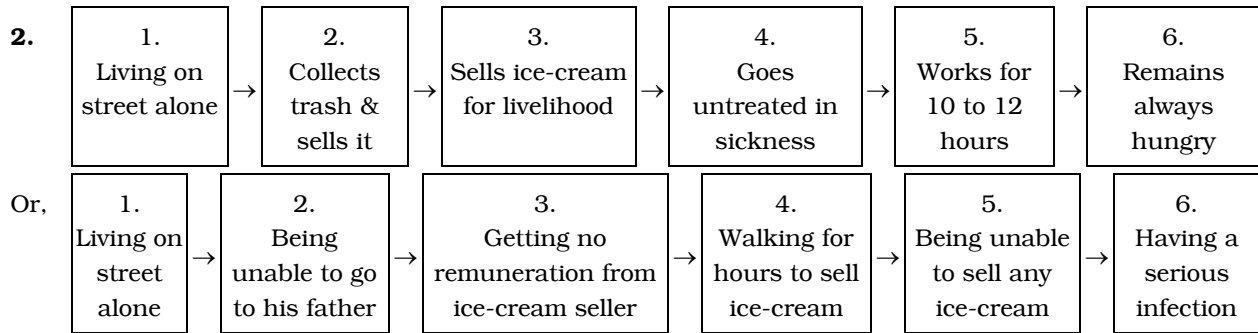 2.
1.
Living on
street alone
→
2.
Collects
trash &
sells it
→
3.
Sells ice-cream
for livelihood
→
4.
Goes
untreated in
sickness
→
5.
Works for
10 to 12
hours
→
6.
Remains
always
hungry
Or,
1.
Living on
street
alone
→
2.
Being
unable to go
to his father
→
3.
Getting no
remuneration from
ice-cream seller
→
4.
Walking for
hours to sell
ice-cream
→
5.
Being unable
to sell any
ice-cream
→
6.
Having a
serious
infection